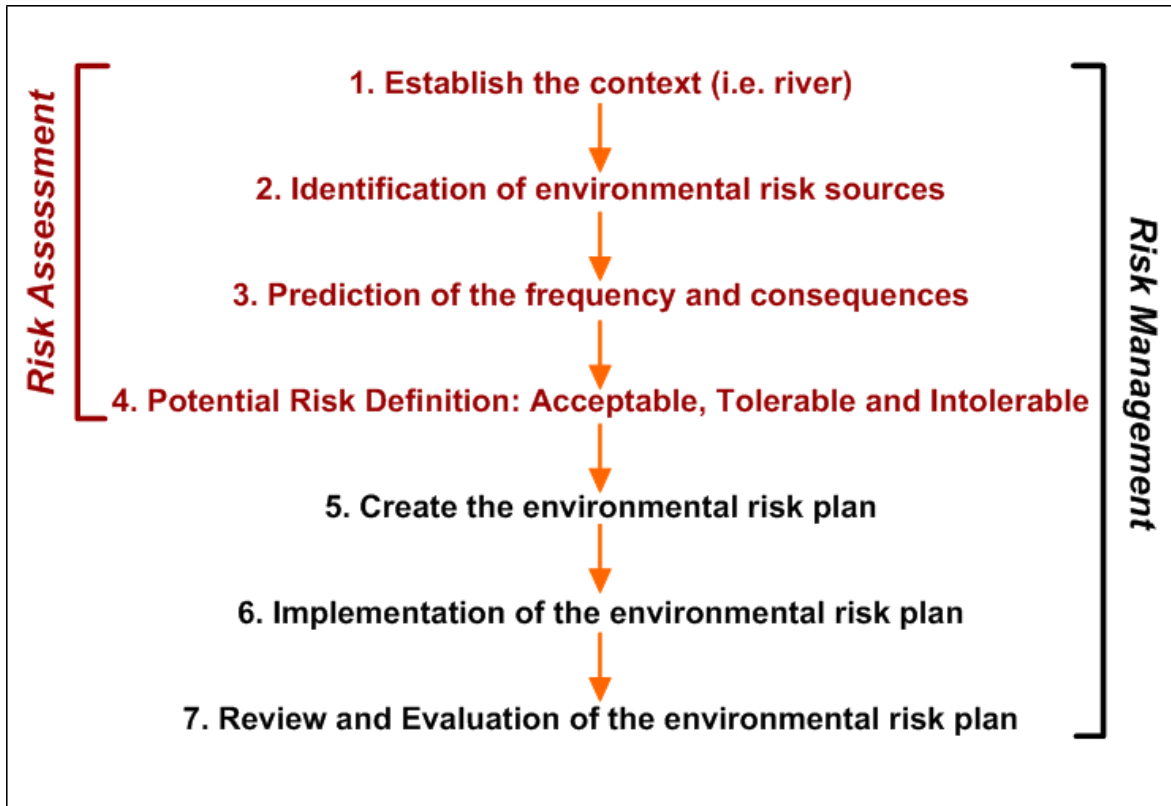 Risk Assessment
1. Establish the context (i.e. river)
2. Identification of environmental risk sources
3. Prediction of the frequency and consequences
4. Potential Risk Definition: Acceptable, Tolerable and Intolerable
5. Create the environmental risk plan
6. Implementation of the environmental risk plan
7. Review and Evaluation of the environmental risk plan
Risk Management